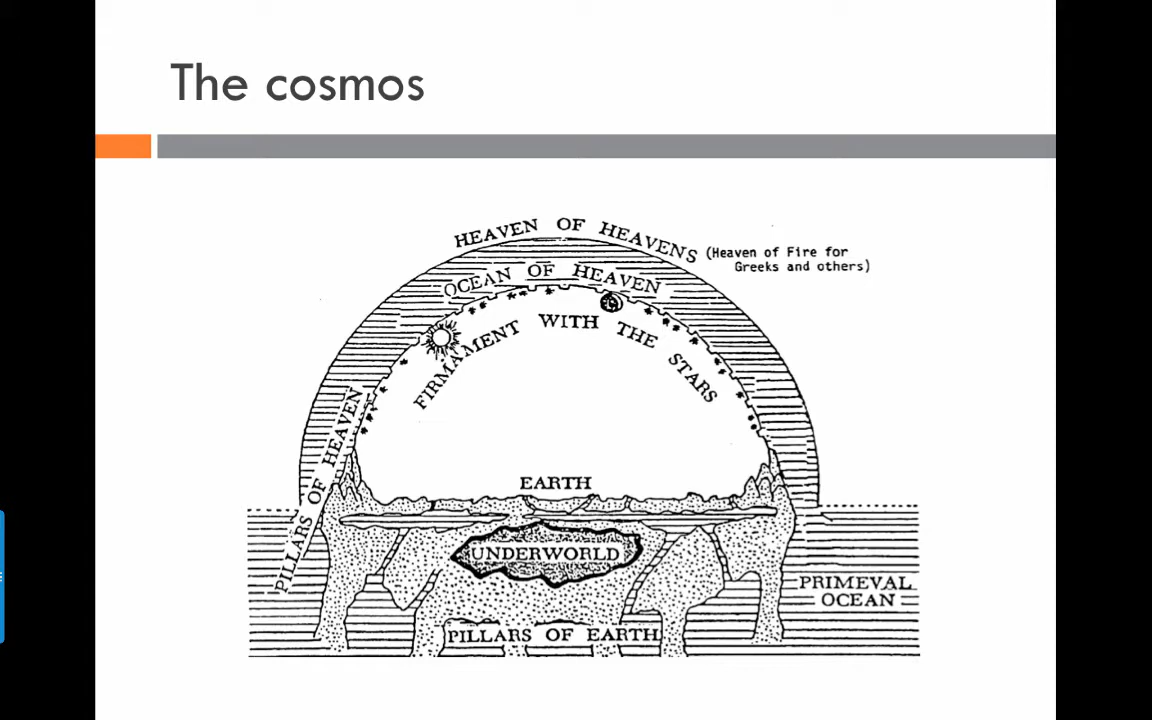 The cosmos
HEAVEN OF HEAVENS
(Heaven of Fire for
Greeks and others)
OCEAN OF HEAVEN
FIRMAMENT WITH THE STARS
PILLARS OF HEAVEN
EARTH
UNDERWORLD
PRIMEVAL
OCEAN
PILLARS OF EARTH